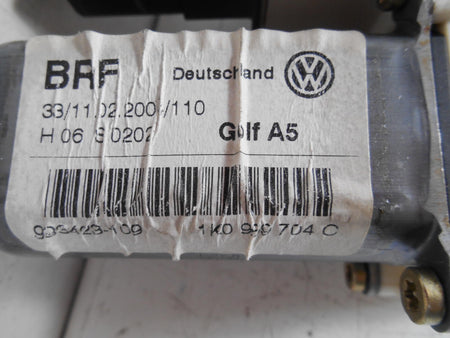 BRF Deutschland
33/11.02.200 /110
H 06 S 0202 Golf A5
1K0 959 704 C